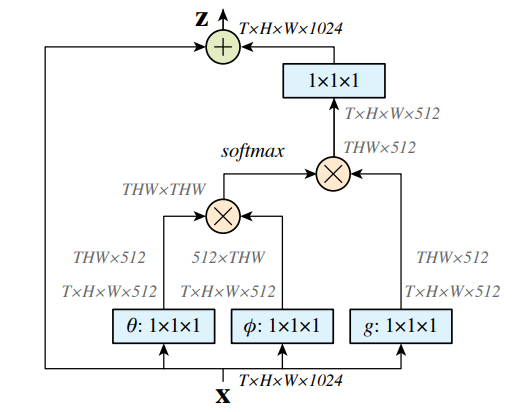 z
T×H×W×1024
+
1×1×1
T×H×W×512
softmax
THW×512
THW×THW
THW×512 512×THW THW×512
T×H×W×512 T×H×W×512 T×H×W×512
θ: 1×1×1 ϕ: 1×1×1 g: 1×1×1
T×H×W×1024
x